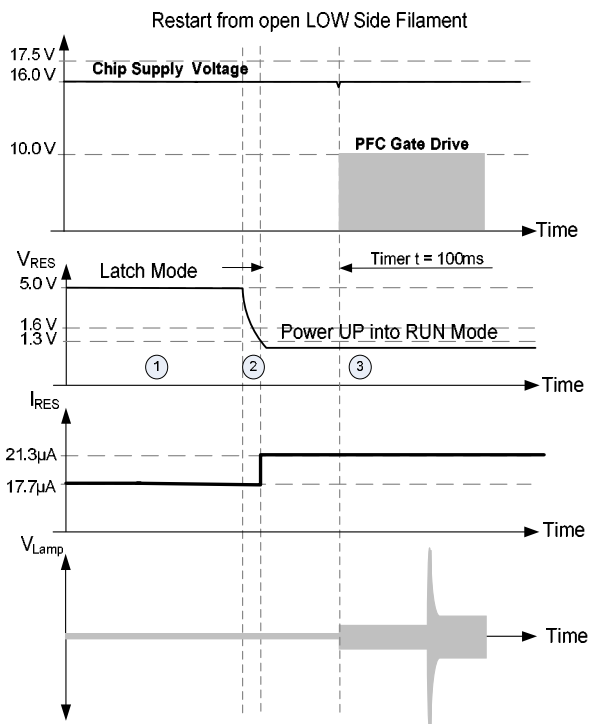 Restart from open LOW Side Filament
17.5 V
16.0 V
Chip Supply Voltage
10.0 V
PFC Gate Drive
Time
VRES
Latch Mode
Timer t = 100ms
5.0 V
1.6 V
1.3 V
Power UP into RUN Mode
1
2
3
Time
IRES
21.3µA
17.7µA
Time
VLamp
Time